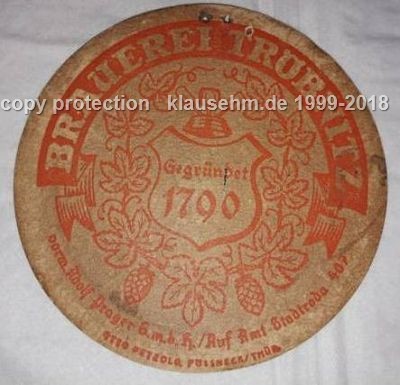 BRAUEREI TRÜBNITZ
copy protection klausehm.de 1999-2018
Gegründet
1790
vorm. Adolf Prager G.m.b.H./Ruf Amt Stadtroda 407
OTTO PETZOLD, PÖSSNECK/THÜR